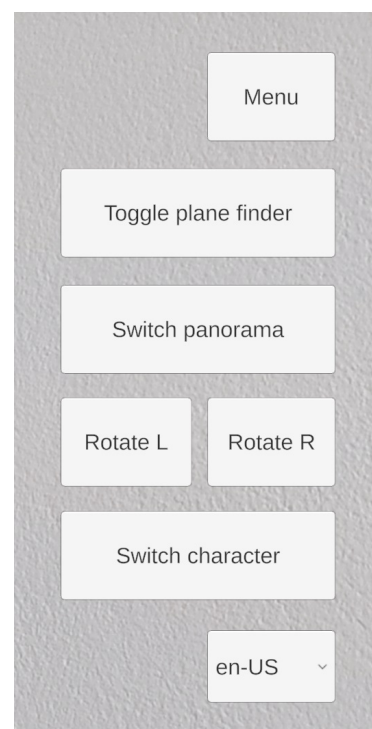 Menu
Toggle plane finder
Switch panorama
Rotate L Rotate R
Switch character
en-US